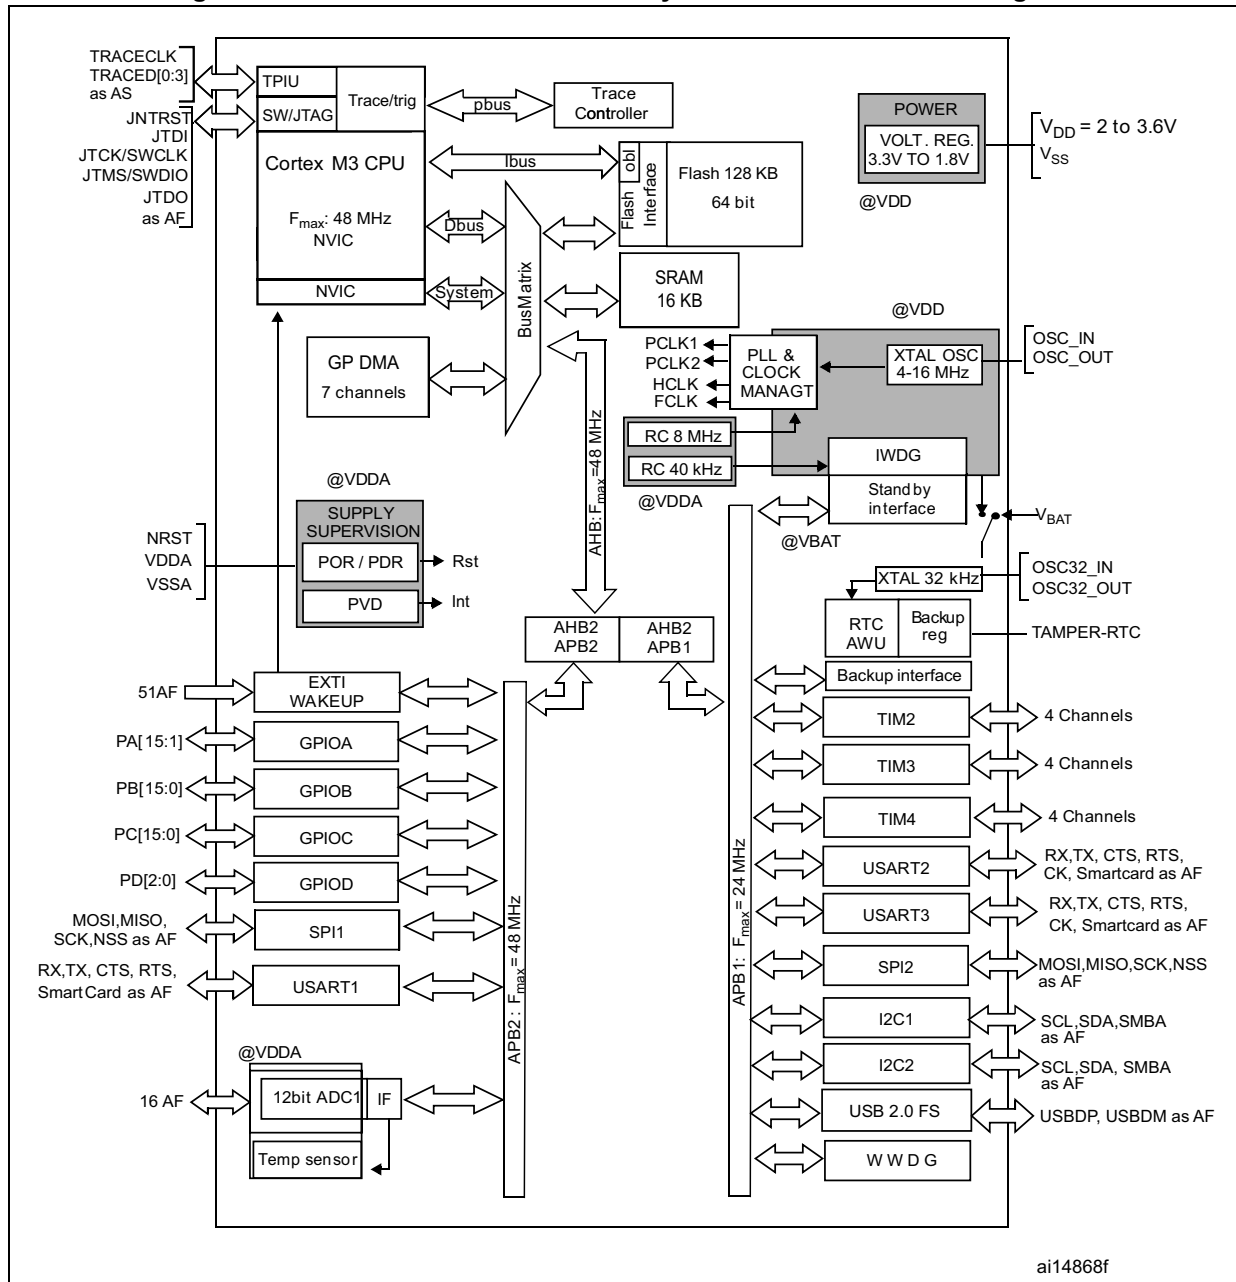 TRACECLK
TRACED[0:3]
as AS
JNTRST
JTDI
JTCK/SWCLK
JTMS/SWDIO
JTDO
as AF
TPIU
SW/JTAG
Trace/trig
pbus
Trace
Controller
Cortex M3 CPU
Fmax: 48 MHz
NVIC
NVIC
Ibus
Dbus
System
BusMatrix
Flash obl
Interface
Flash 128 KB
64 bit
SRAM
16 KB
POWER
VOLT. REG.
3.3V TO 1.8V
@VDD
VDD = 2 to 3.6V
VSS
GP DMA
7 channels
AHB: Fmax=48 MHz
@VDD
PCLK1
PCLK2
HCLK
FCLK
PLL &
CLOCK
MANAGT
XTAL OSC
4-16 MHz
OSC_IN
OSC_OUT
RC 8 MHz
RC 40 kHz
@VDDA
IWDG
Stand by
interface
@VBAT
VBAT
@VDDA
SUPPLY
SUPERVISION
POR / PDR
PVD
Rst
Int
NRST
VDDA
VSSA
XTAL 32 kHz
OSC32_IN
OSC32_OUT
RTC
AWU
Backup
reg
TAMPER-RTC
Backup interface
AHB2
APB2
AHB2
APB1
51AF
EXTI
WAKEUP
PA[ 15:1]
GPIOA
PB[15:0]
GPIOB
PC[15:0]
GPIOC
PD[2:0]
GPIOD
MOSI,MISO,
SCK,NSS as AF
SPI1
RX,TX, CTS, RTS,
SmartCard as AF
USART1
@VDDA
16 AF
12bit ADC1
IF
Temp sensor
APB2 : Fmax = 48 MHz
APB1 : Fmax = 24 MHz
TIM2
4 Channels
TIM3
4 Channels
TIM4
4 Channels
USART2
RX,TX, CTS, RTS,
CK, Smartcard as AF
USART3
RX,TX, CTS, RTS,
CK, Smartcard as AF
SPI2
MOSI,MISO,SCK,NSS
as AF
I2C1
SCL,SDA,SMBA
as AF
I2C2
SCL,SDA, SMBA
as AF
USB 2.0 FS
USBDP, USBDM as AF
W W D G
ai14868f